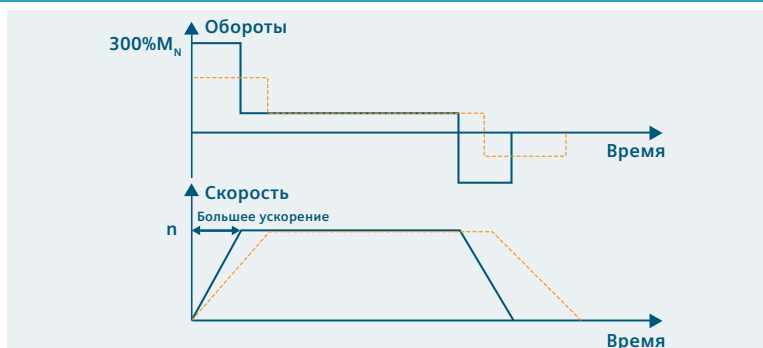 Обороты
300%MN
Время
Скорость
Большее ускорение
n
Время